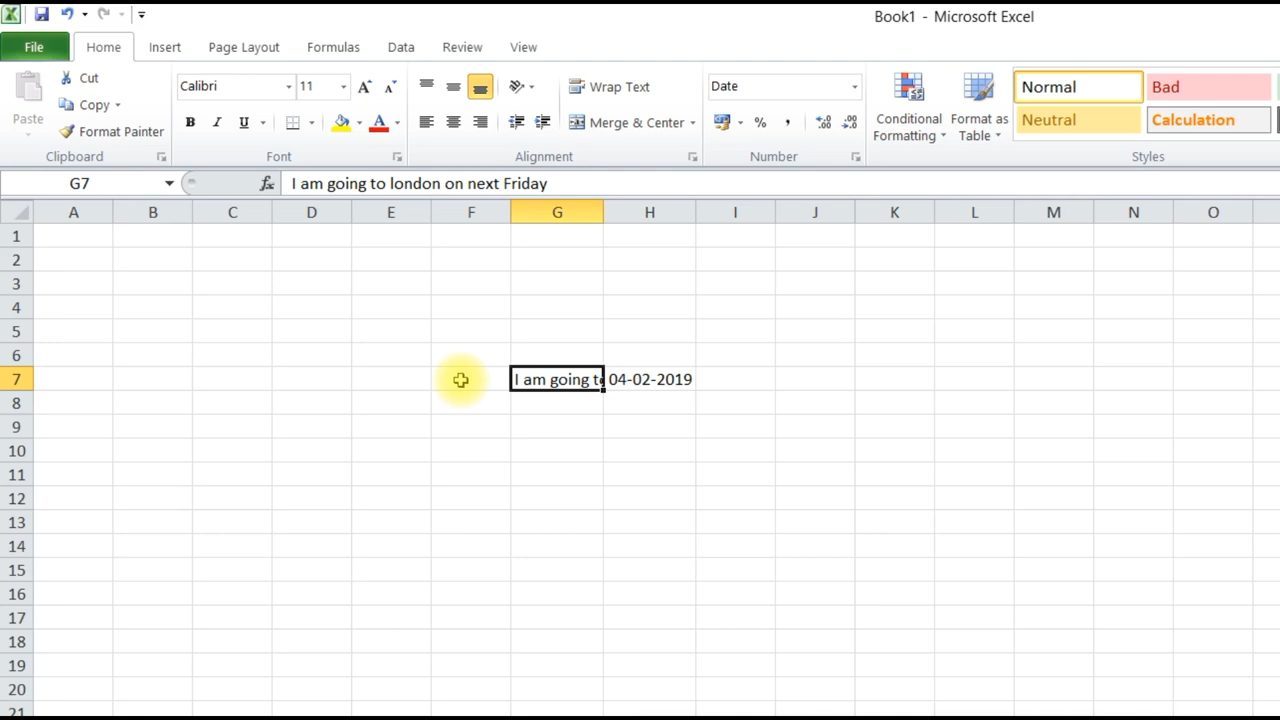 Book1 - Microsoft Excel
File Home Insert Page Layout Formulas Data Review View
Paste
Cut
Copy
Format Painter
Clipboard
Calibri 11 A A
B I U A
Font
Wrap Text
Merge & Center
Alignment
Date
% ,
Number
Conditional Formatting
Format as Table
Normal Bad
Neutral Calculation
Styles
G7 fx I am going to london on next Friday
A B C D E F G H I J K L M N O
1
2
3
4
5
6
7 I am going to 04-02-2019
8
9
10
11
12
13
14
15
16
17
18
19
20
21